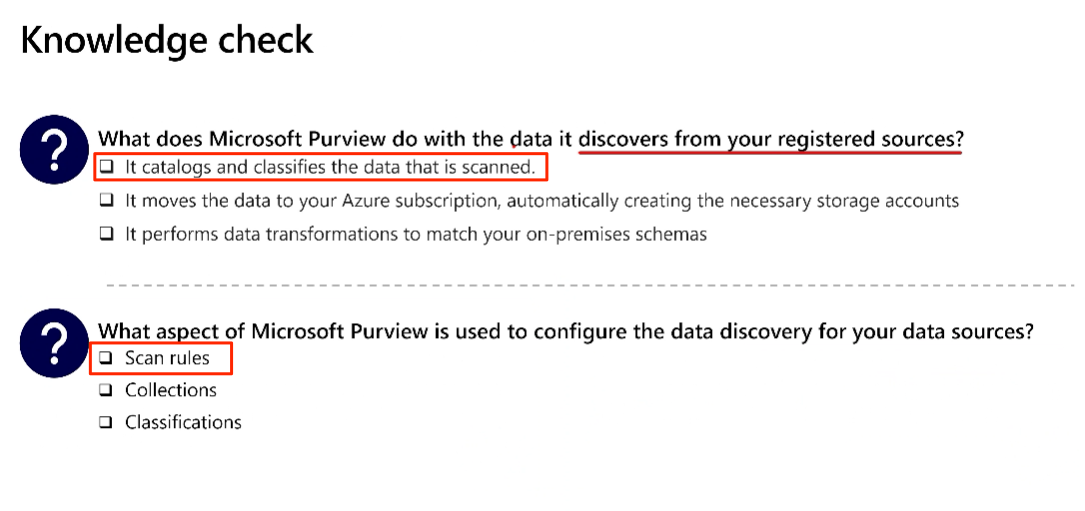 Knowledge check
? What does Microsoft Purview do with the data it discovers from your registered sources?
It catalogs and classifies the data that is scanned.
It moves the data to your Azure subscription, automatically creating the necessary storage accounts
It performs data transformations to match your on-premises schemas
? What aspect of Microsoft Purview is used to configure the data discovery for your data sources?
Scan rules
Collections
Classifications